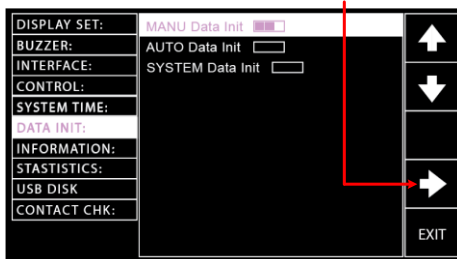 DISPLAY SET:
BUZZER:
INTERFACE:
CONTROL:
SYSTEM TIME:
DATA INIT:
INFORMATION:
STASTISTICS:
USB DISK
CONTACT CHK:
MANU Data Init
AUTO Data Init
SYSTEM Data Init
EXIT